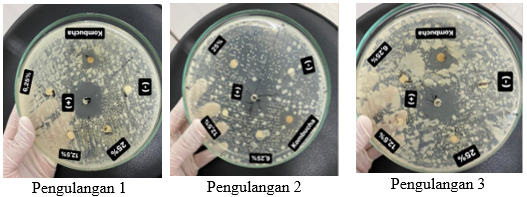 Kombucha
6.25%
(-)
(+)
12,5%
25%
Pengulangan 1
25%
(-)
(+)
12,5%
Kombucha
6,25%
Pengulangan 2
Kombucha
6,25%
(-)
(+)
12,5%
25%
Pengulangan 3